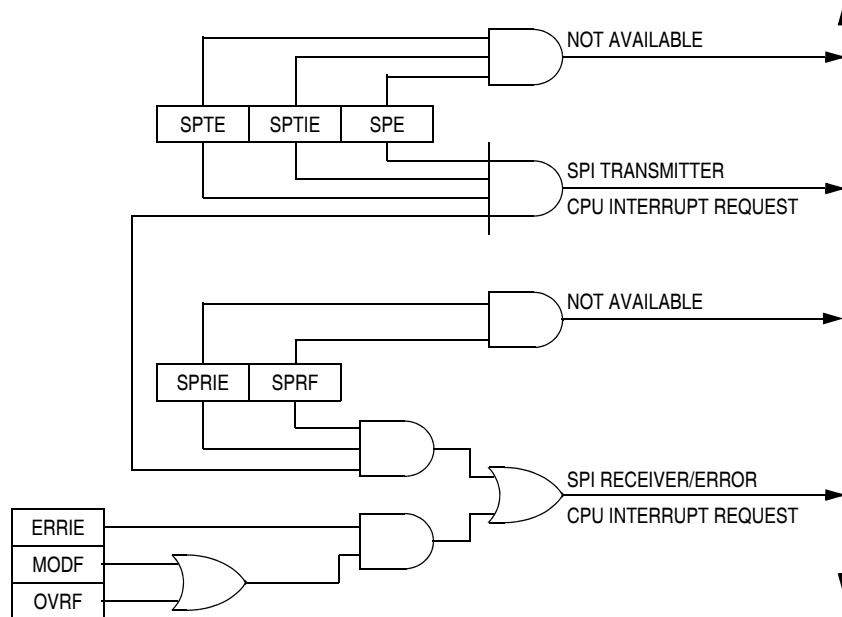 NOT AVAILABLE
SPTE SPTIE SPE
SPI TRANSMITTER
CPU INTERRUPT REQUEST
NOT AVAILABLE
SPRIE SPRF
SPI RECEIVER/ERROR
CPU INTERRUPT REQUEST
ERRIE
MODF
OVRF